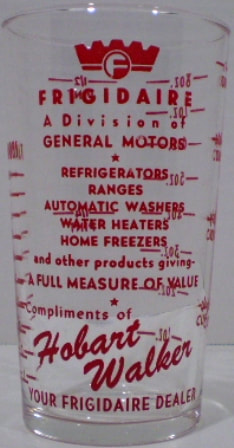 F
FRIGIDAIRE
A Division of
GENERAL MOTORS
REFRIGERATORS
RANGES
AUTOMATIC WASHERS
WATER HEATERS
HOME FREEZERS
and other products giving
A FULL MEASURE OF VALUE
Compliments of
Hobart
Walker
YOUR FRIGIDAIRE DEALER